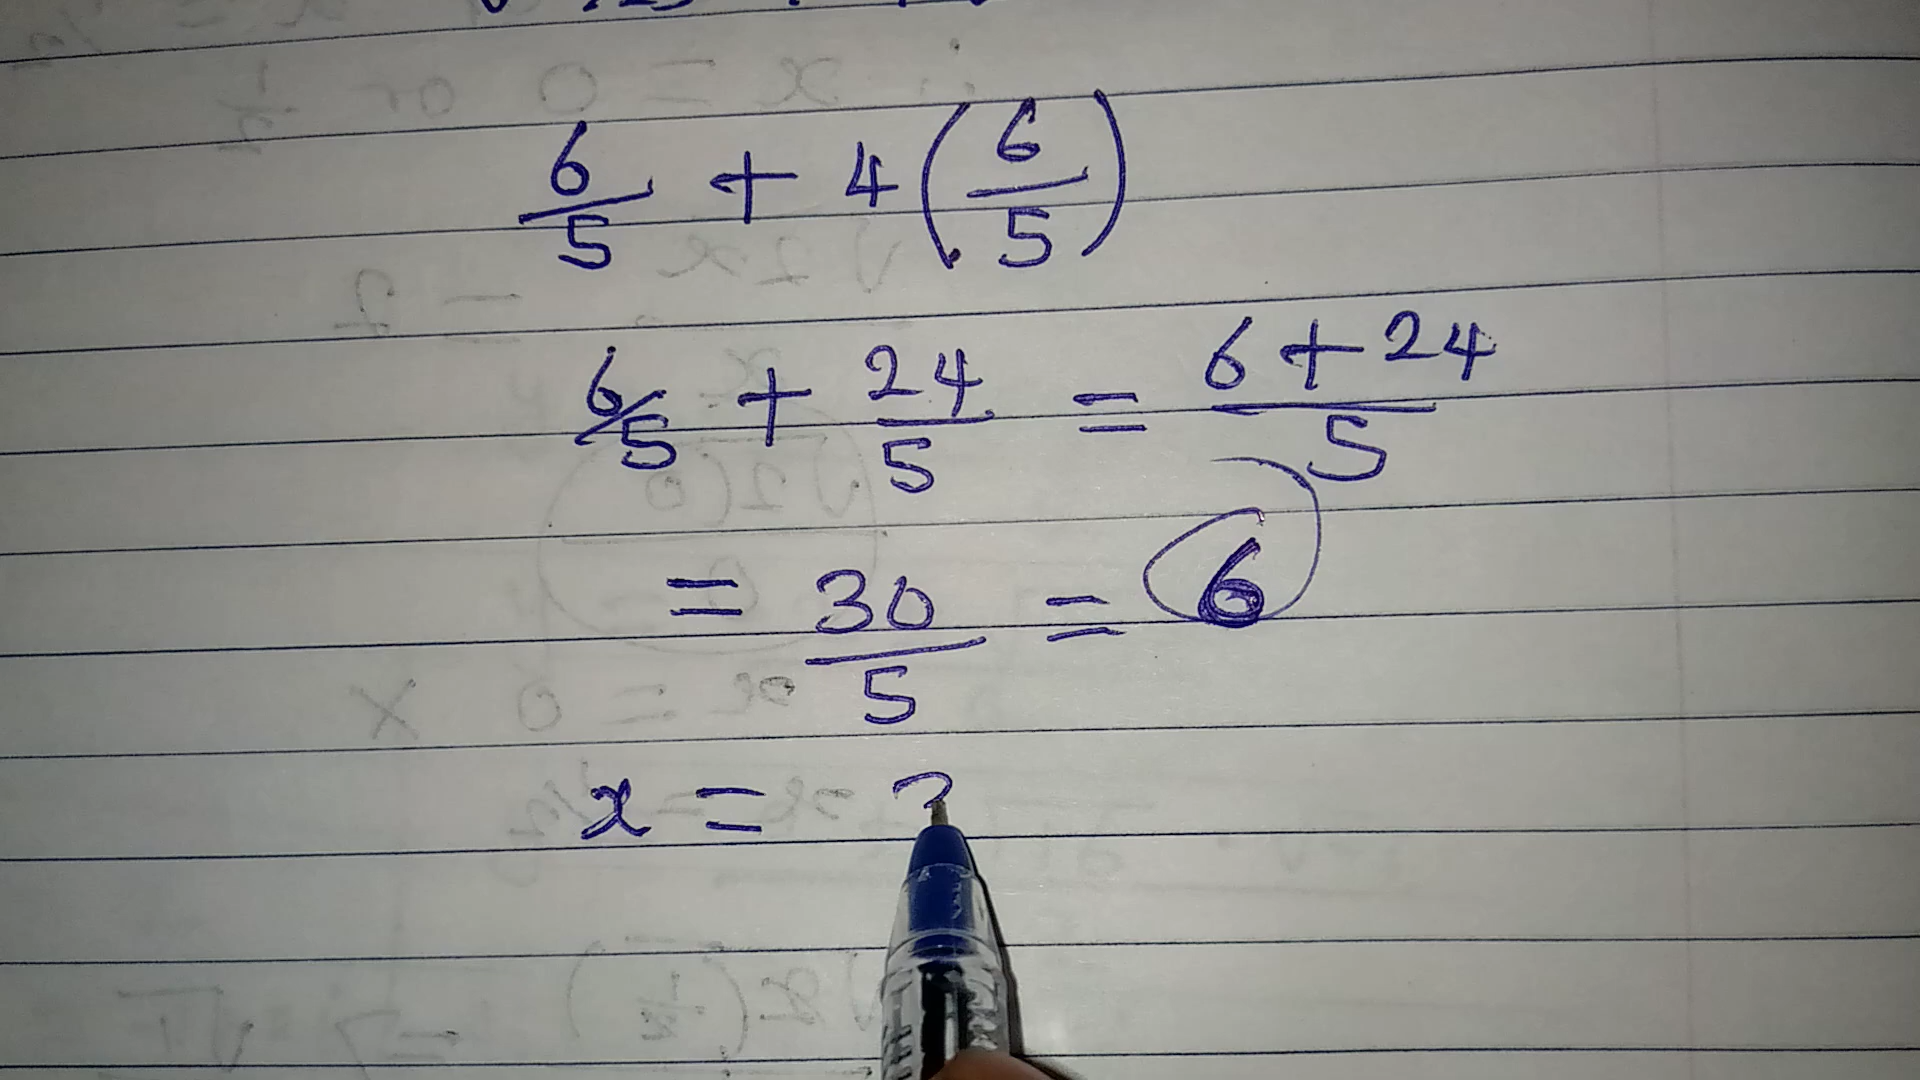 6/5 + 4(6/5)
6/5 + 24/5 = 6+24/5
= 30/5 = 6
x =